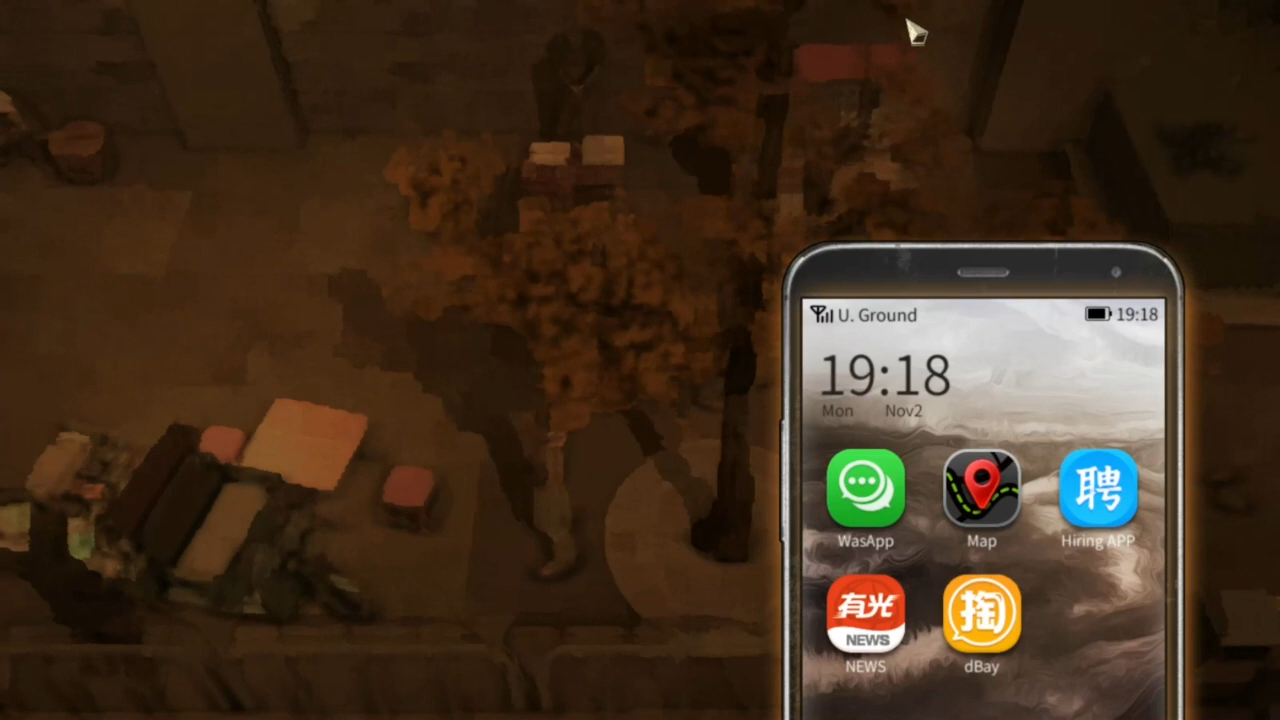 U. Ground 19:18
19:18
Mon Nov2
聘
WasApp Map Hiring APP
有光 掏
NEWS
NEWS dBay